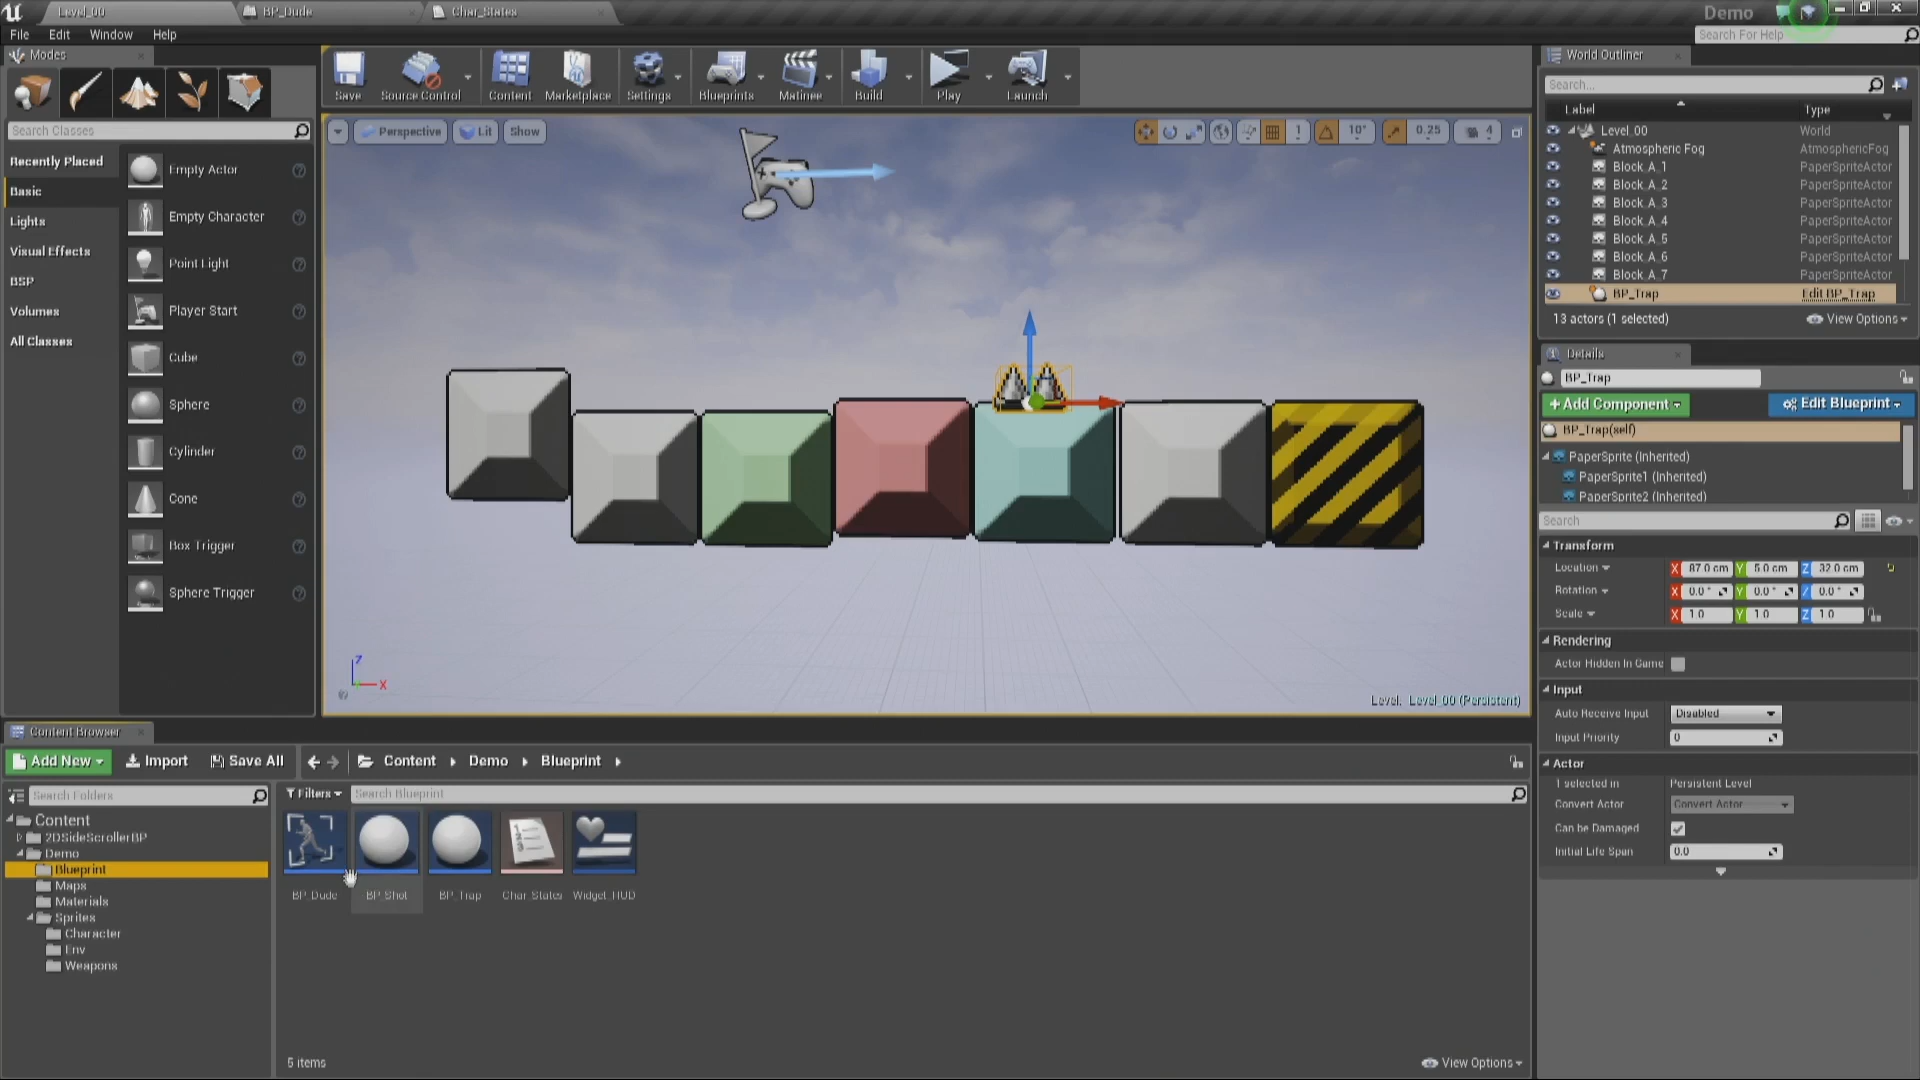 Level_00
BP_Dude
Char_States
Demo
File Edit Window Help
Search For Help
Modes
Save
Source Control
Content
Marketplace
Settings
Blueprints
Matinee
Build
Play
Launch
World Outliner
Search...
Label Type
Search Classes
Perspective Lit Show
1 10° 0.25 4
Recently Placed
Basic
Lights
Visual Effects
BSP
Volumes
All Classes
Empty Actor
Empty Character
Point Light
Player Start
Cube
Sphere
Cylinder
Cone
Box Trigger
Sphere Trigger
Level_00 World
Atmospheric Fog AtmosphericFog
Block_A_1 PaperSpriteActor
Block_A_2 PaperSpriteActor
Block_A_3 PaperSpriteActor
Block_A_4 PaperSpriteActor
Block_A_5 PaperSpriteActor
Block_A_6 PaperSpriteActor
Block_A_7 PaperSpriteActor
BP_Trap Edit BP_Trap
13 actors (1 selected) View Options
Details
BP_Trap
+Add Component Edit Blueprint
BP_Trap(self)
PaperSprite (Inherited)
PaperSprite1 (Inherited)
PaperSprite2 (Inherited)
Search
Transform
Location X 87.0 cm Y 5.0 cm Z 32.0 cm
Rotation X 0.0 ° Y 0.0 ° Z 0.0 °
Scale X 1.0 Y 1.0 Z 1.0
Rendering
Actor Hidden In Game
Input
Auto Receive Input Disabled
Input Priority 0
Actor
1 selected in Persistent Level
Convert Actor Convert Actor
Can be Damaged
Initial Life Span 0.0
Z
X
Level: Level_00 (Persistent)
Content Browser
Add New Import Save All Content Demo Blueprint
Search Folders
Filters Search Blueprint
Content
2DSideScrollerBP
Demo
Blueprint
Maps
Materials
Sprites
Character
Env
Weapons
BP_Dude
BP_Shot
BP_Trap
Char_States
Widget_HUD
5 items
View Options